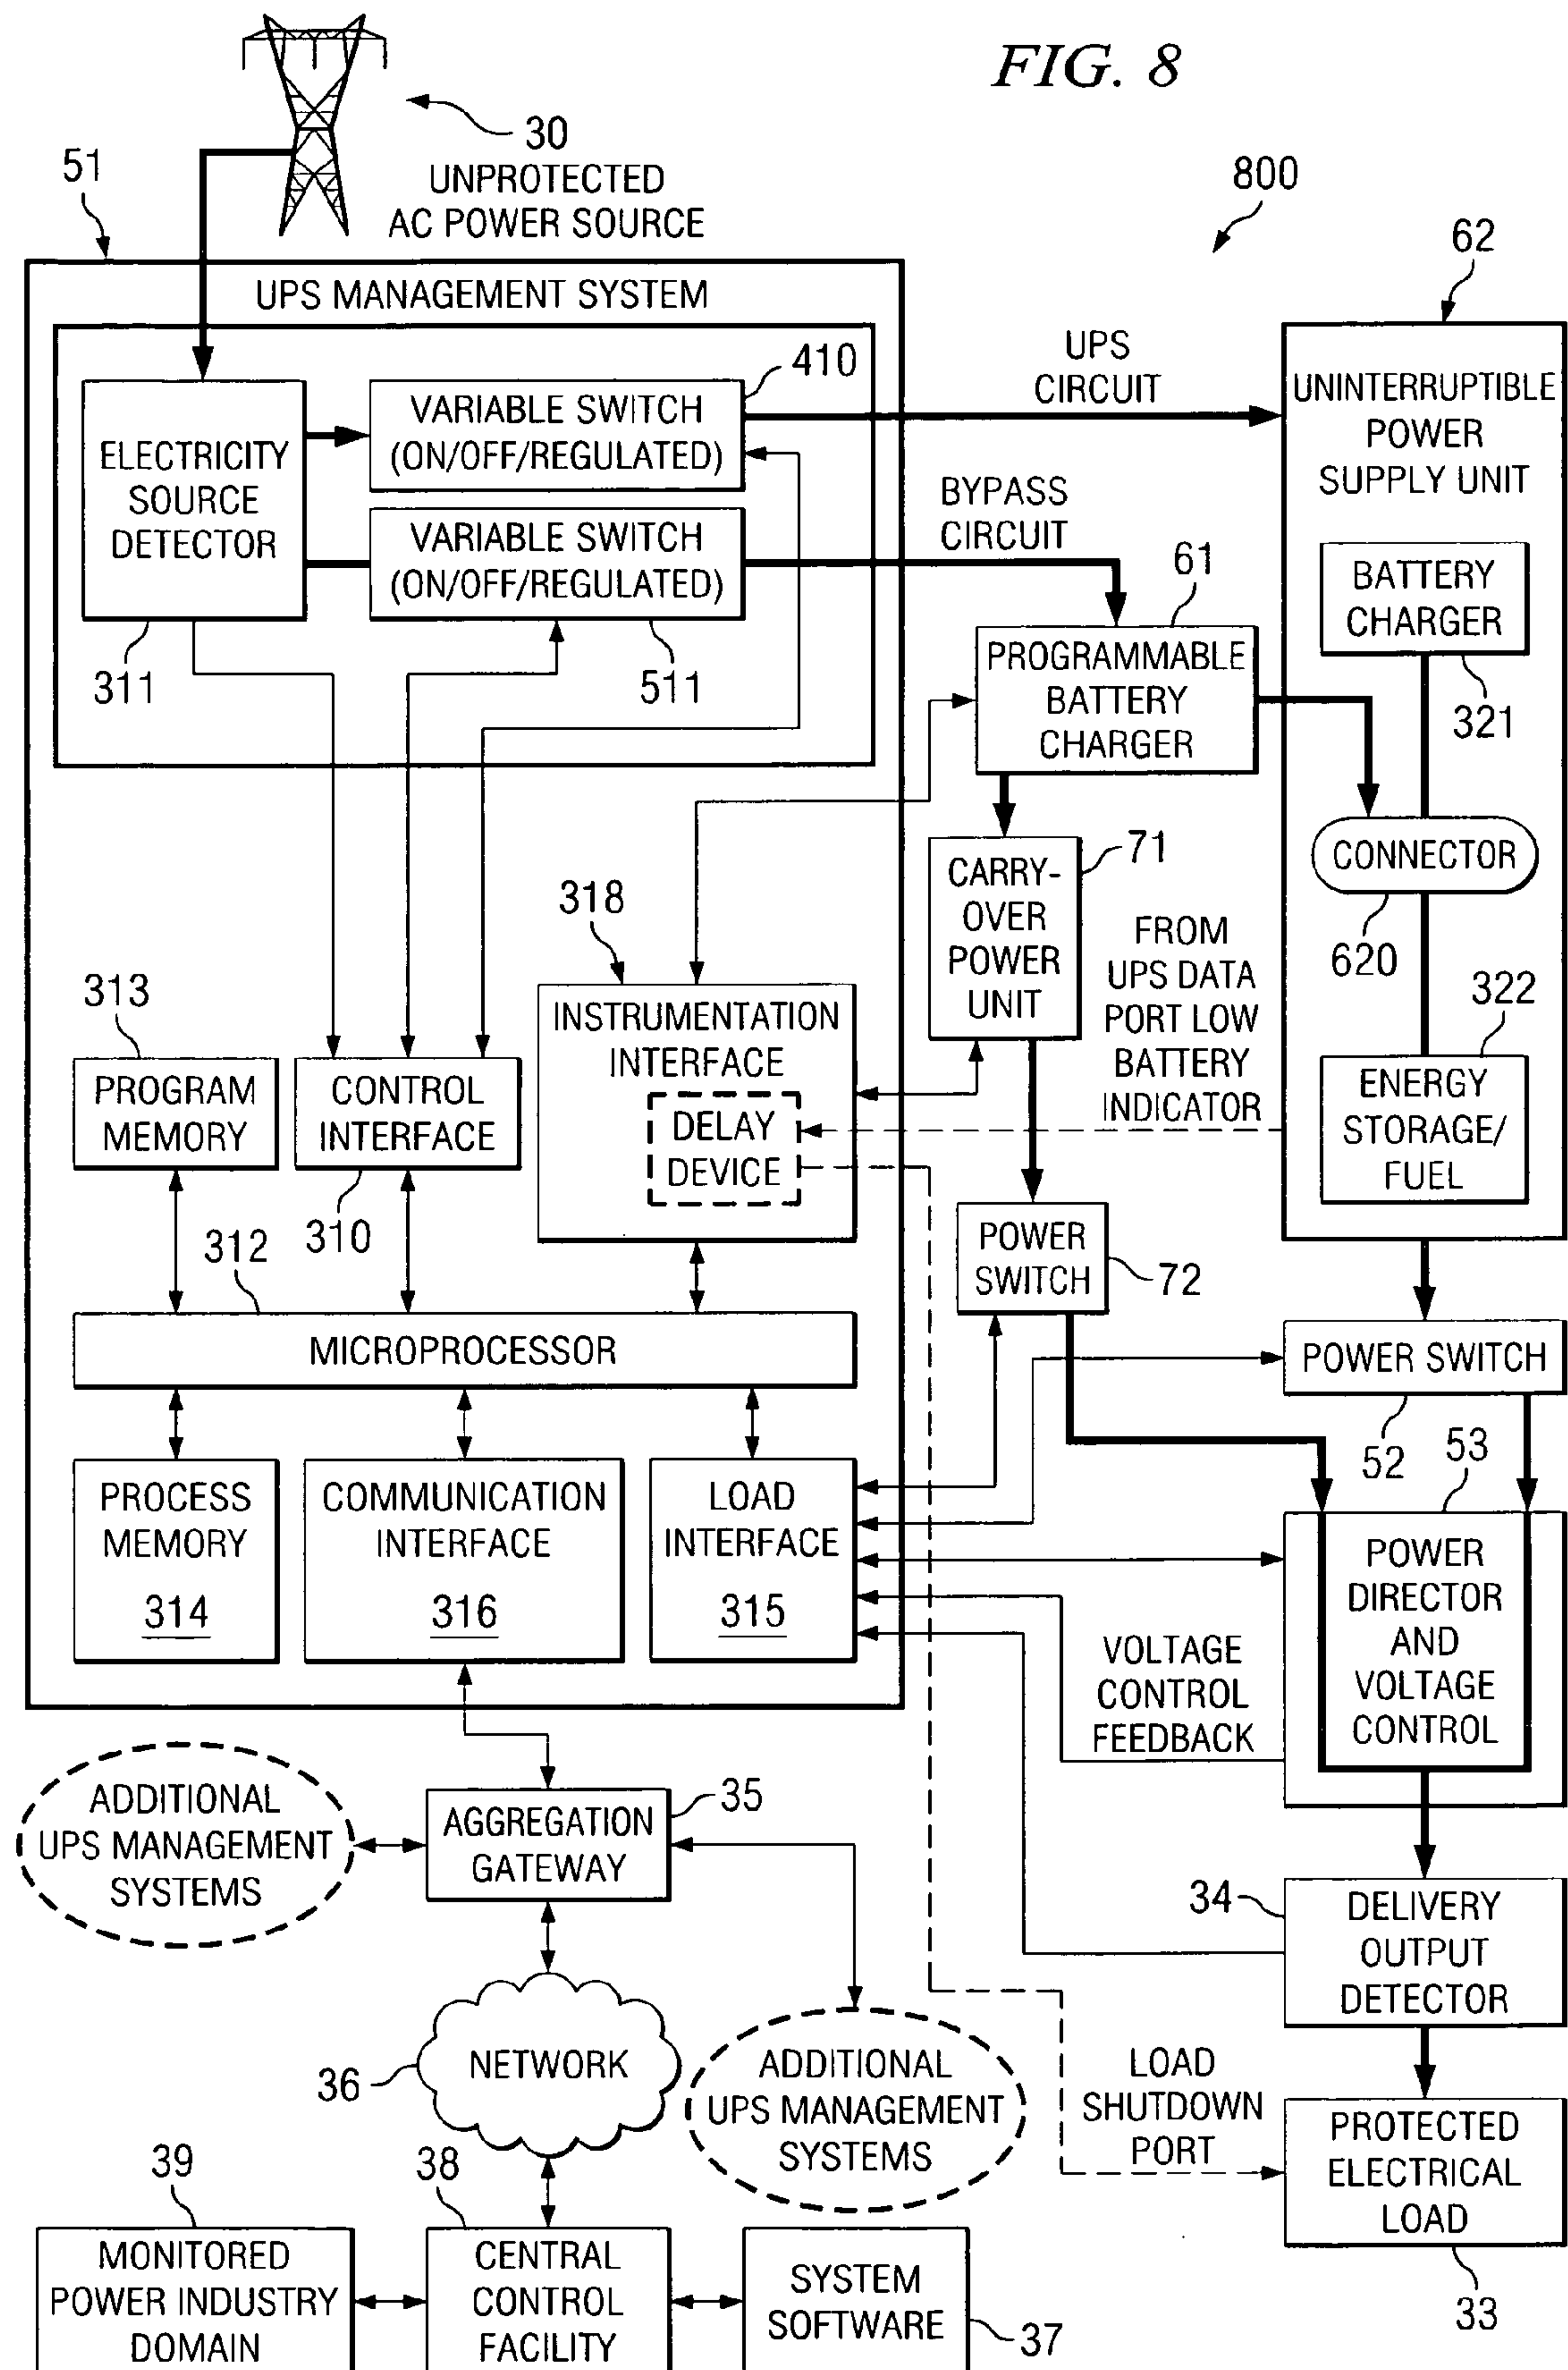 FIG. 8
30
UNPROTECTED
AC POWER SOURCE
51
800
62
UPS MANAGEMENT SYSTEM
ELECTRICITY
SOURCE
DETECTOR
311
VARIABLE SWITCH
(ON/OFF/REGULATED)
410
VARIABLE SWITCH
(ON/OFF/REGULATED)
511
UPS
CIRCUIT
BYPASS
CIRCUIT
UNINTERRUPTIBLE
POWER
SUPPLY UNIT
BATTERY
CHARGER
321
61
PROGRAMMABLE
BATTERY
CHARGER
CONNECTOR
620
71
CARRY-
OVER
POWER
UNIT
FROM
UPS DATA
PORT LOW
BATTERY
INDICATOR
322
ENERGY
STORAGE/
FUEL
318
INSTRUMENTATION
INTERFACE
DELAY
DEVICE
313
PROGRAM
MEMORY
CONTROL
INTERFACE
310
312
MICROPROCESSOR
POWER
SWITCH
72
POWER SWITCH
52
53
PROCESS
MEMORY
314
COMMUNICATION
INTERFACE
316
LOAD
INTERFACE
315
POWER
DIRECTOR
AND
VOLTAGE
CONTROL
VOLTAGE
CONTROL
FEEDBACK
ADDITIONAL
UPS MANAGEMENT
SYSTEMS
35
AGGREGATION
GATEWAY
34
DELIVERY
OUTPUT
DETECTOR
36
NETWORK
ADDITIONAL
UPS MANAGEMENT
SYSTEMS
LOAD
SHUTDOWN
PORT
PROTECTED
ELECTRICAL
LOAD
33
39
MONITORED
POWER INDUSTRY
DOMAIN
38
CENTRAL
CONTROL
FACILITY
SYSTEM
SOFTWARE
37